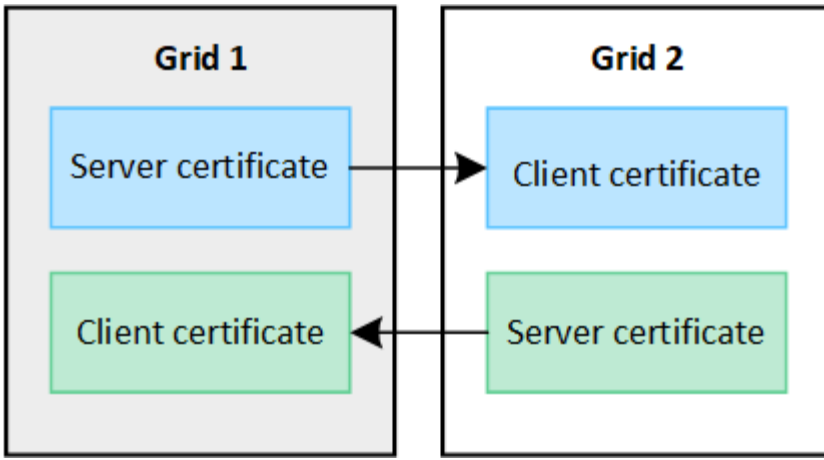 Grid 1
Grid 2
Server certificate
Client certificate
Client certificate
Server certificate